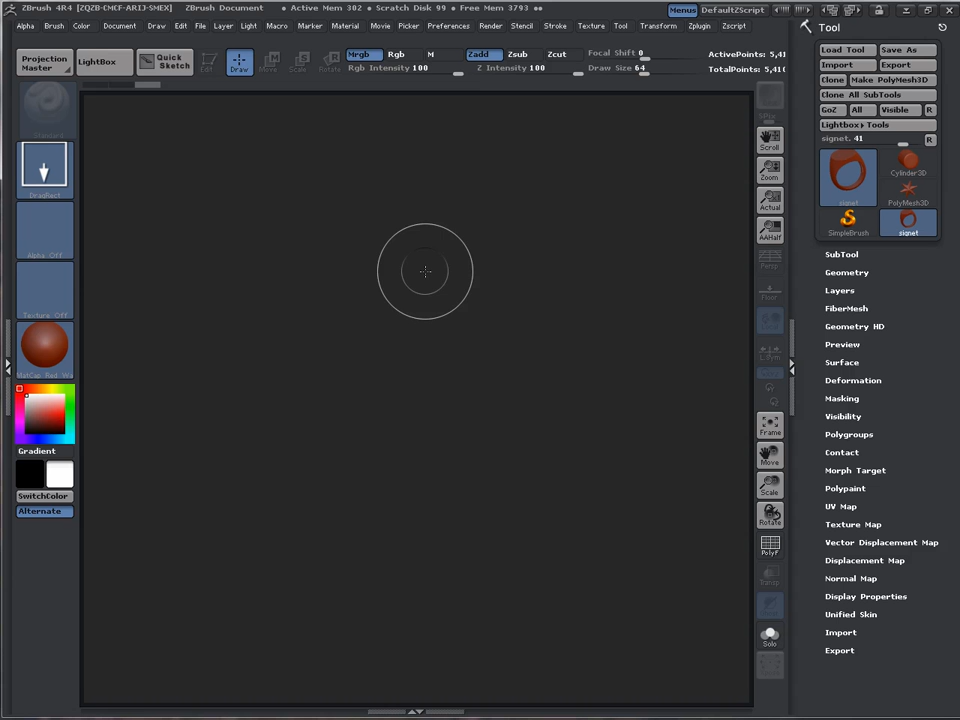 ZBrush 4R4 [ZQZB-CMCF-ARIJ-SMEX] ZBrush Document • Active Mem 302 • Scratch Disk 99 • Free Mem 3793 •• Menus DefaultZScript
Alpha Brush Color Document Draw Edit File Layer Light Macro Marker Material Movie Picker Preferences Render Stencil Stroke Texture Tool Transform Zplugin Zscript
Tool
Projection Master
LightBox
Quick Sketch
Edit
Draw
Move
Scale
Rotate
Mrgb Rgb M
Rgb Intensity 100
Zadd Zsub Zcut
Z Intensity 100
Focal Shift 0
Draw Size 64
ActivePoints: 5,41
TotalPoints: 5,410
Load Tool Save As
Import Export
Clone Make PolyMesh3D
Clone All SubTools
GoZ All Visible R
Lightbox▸Tools
signet. 41 R
signet
Cylinder3D
PolyMesh3D
SimpleBrush
signet
Standard
DragRect
Alpha Off
Texture Off
MatCap Red Wa
Gradient
SwitchColor
Alternate
SPix
Scroll
Zoom
Actual
AAHalf
Persp
Floor
Local
L.Sym
Frame
Move
Scale
Rotate
PolyF
Transp
Solo
SubTool
Geometry
Layers
FiberMesh
Geometry HD
Preview
Surface
Deformation
Masking
Visibility
Polygroups
Contact
Morph Target
Polypaint
UV Map
Texture Map
Vector Displacement Map
Displacement Map
Normal Map
Display Properties
Unified Skin
Import
Export